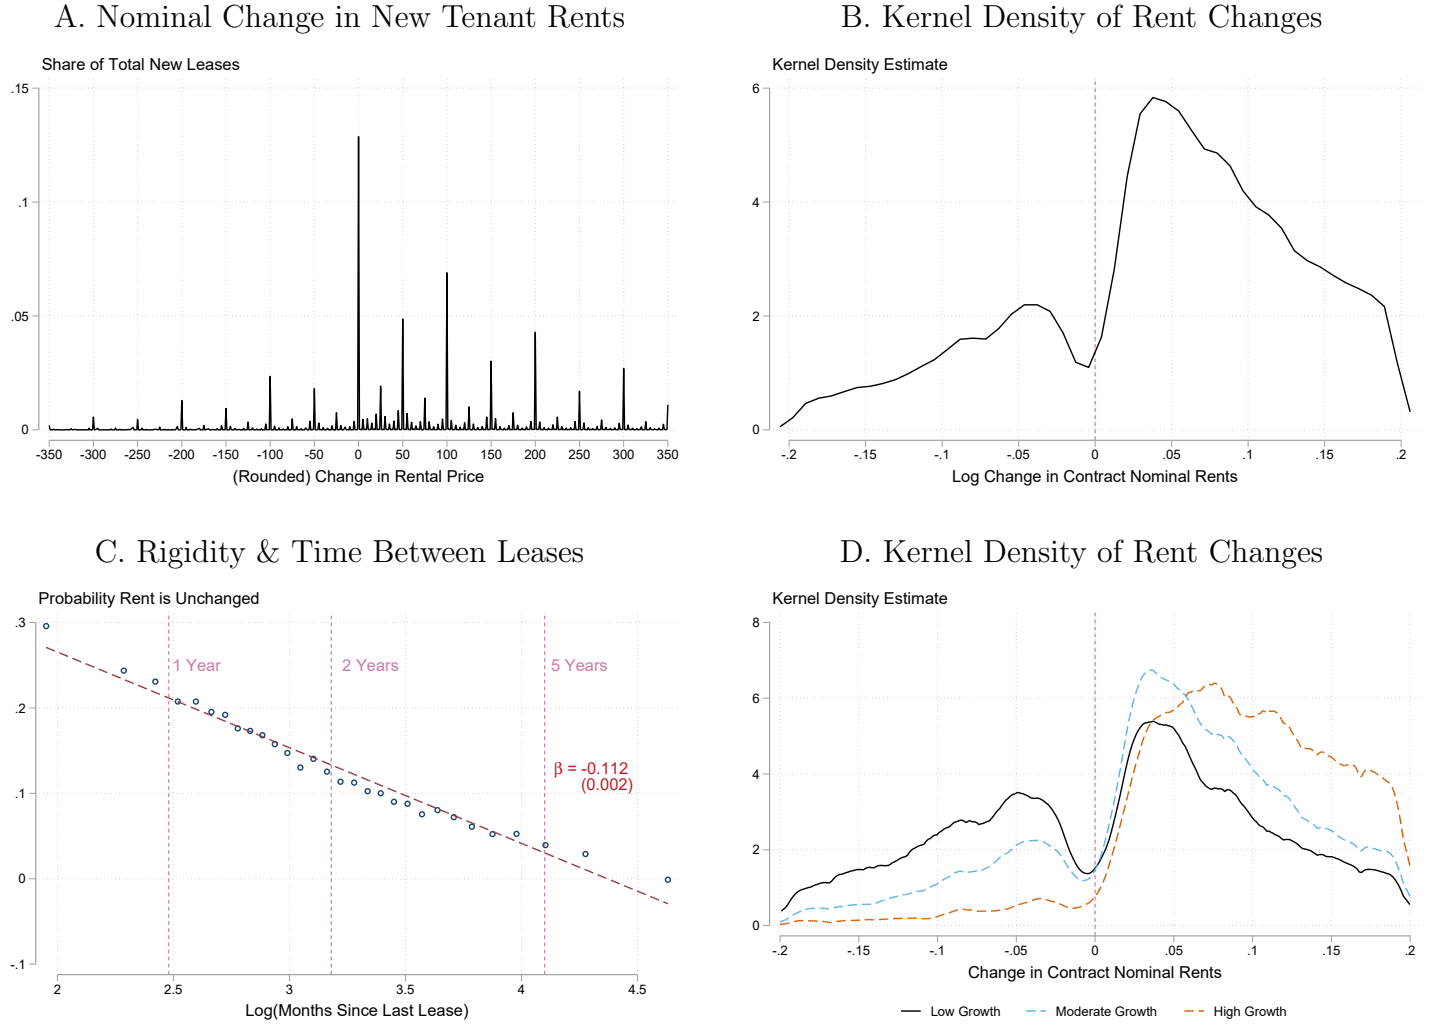 A. Nominal Change in New Tenant Rents
Share of Total New Leases
.15
.1
.05
0
-350 -300 -250 -200 -150 -100 -50 0 50 100 150 200 250 300 350
(Rounded) Change in Rental Price
B. Kernel Density of Rent Changes
Kernel Density Estimate
6
4
2
0
-.2 -.15 -.1 -.05 0 .05 .1 .15 .2
Log Change in Contract Nominal Rents
C. Rigidity & Time Between Leases
Probability Rent is Unchanged
.3
.2
.1
0
-.1
1 Year
2 Years
5 Years
β = -0.112
(0.002)
2 2.5 3 3.5 4 4.5
Log(Months Since Last Lease)
D. Kernel Density of Rent Changes
Kernel Density Estimate
8
6
4
2
0
-.2 -.15 -.1 -.05 0 .05 .1 .15 .2
Change in Contract Nominal Rents
Low Growth Moderate Growth High Growth